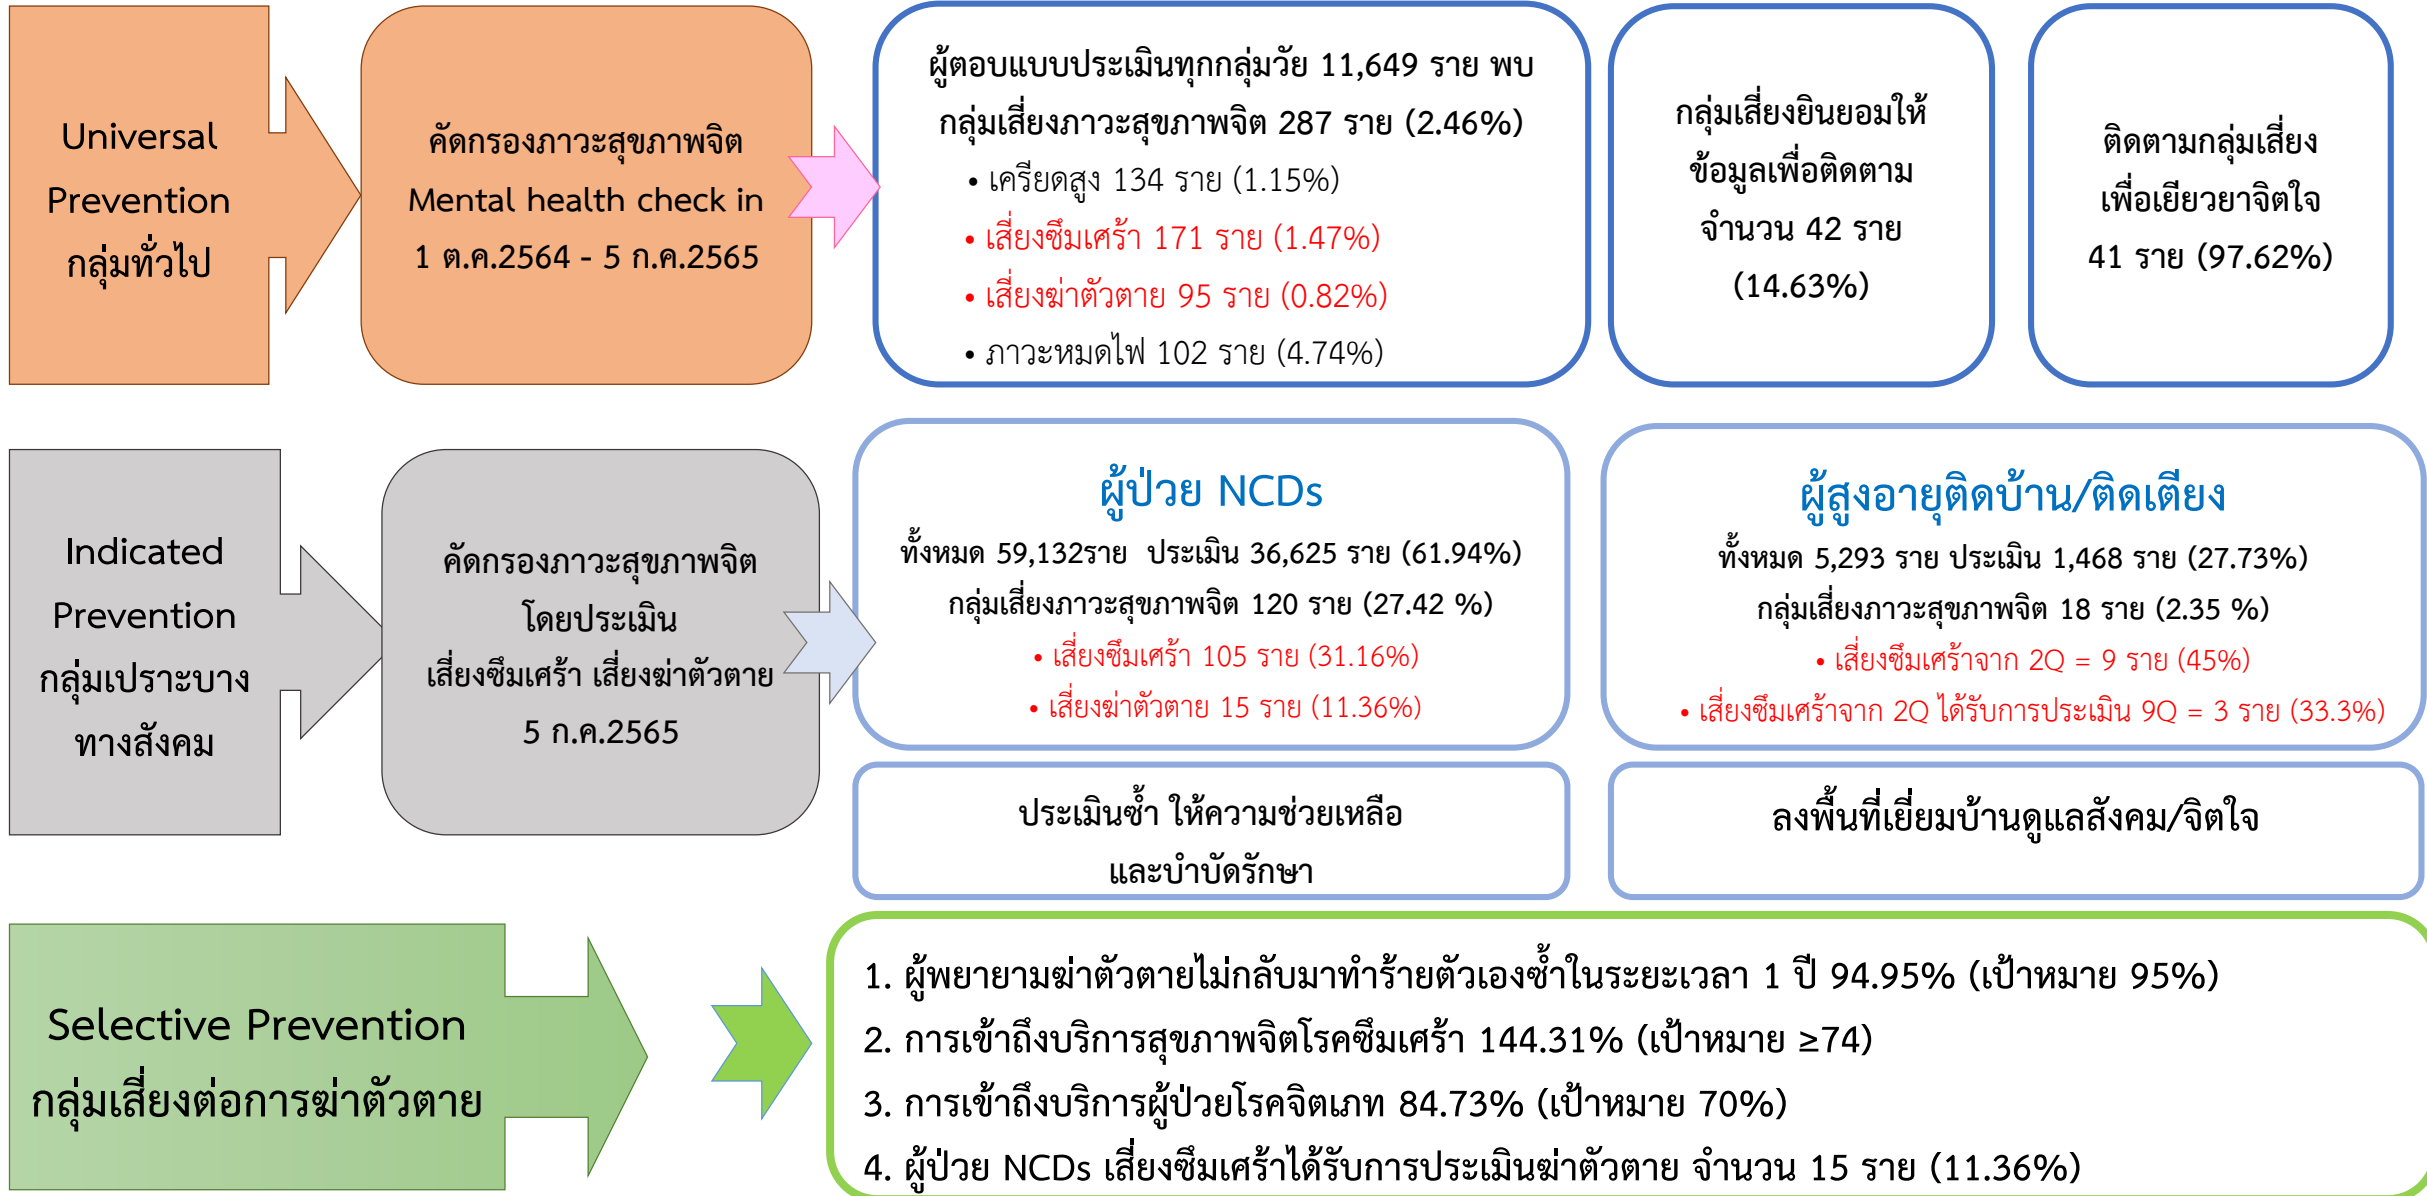 Universal
Prevention
กลุ่มทั่วไป
คัดกรองภาวะสุขภาพจิต
Mental health check in
1 ต.ค.2564 - 5 ก.ค.2565
ผู้ตอบแบบประเมินทุกกลุ่มวัย 11,649 ราย พบ
กลุ่มเสี่ยงภาวะสุขภาพจิต 287 ราย (2.46%)
• เครียดสูง 134 ราย (1.15%)
• เสี่ยงซึมเศร้า 171 ราย (1.47%)
• เสี่ยงฆ่าตัวตาย 95 ราย (0.82%)
• ภาวะหมดไฟ 102 ราย (4.74%)
กลุ่มเสี่ยงยินยอมให้
ข้อมูลเพื่อติดตาม
จำนวน 42 ราย
(14.63%)
ติดตามกลุ่มเสี่ยง
เพื่อเยียวยาจิตใจ
41 ราย (97.62%)
Indicated
Prevention
กลุ่มเปราะบาง
ทางสังคม
คัดกรองภาวะสุขภาพจิต
โดยประเมิน
เสี่ยงซึมเศร้า เสี่ยงฆ่าตัวตาย
5 ก.ค.2565
ผู้ป่วย NCDs
ทั้งหมด 59,132ราย ประเมิน 36,625 ราย (61.94%)
กลุ่มเสี่ยงภาวะสุขภาพจิต 120 ราย (27.42 %)
• เสี่ยงซึมเศร้า 105 ราย (31.16%)
• เสี่ยงฆ่าตัวตาย 15 ราย (11.36%)
ผู้สูงอายุติดบ้าน/ติดเตียง
ทั้งหมด 5,293 ราย ประเมิน 1,468 ราย (27.73%)
กลุ่มเสี่ยงภาวะสุขภาพจิต 18 ราย (2.35 %)
• เสี่ยงซึมเศร้าจาก 2Q = 9 ราย (45%)
• เสี่ยงซึมเศร้าจาก 2Q ได้รับการประเมิน 9Q = 3 ราย (33.3%)
ประเมินซ้ำ ให้ความช่วยเหลือ
และบำบัดรักษา
ลงพื้นที่เยี่ยมบ้านดูแลสังคม/จิตใจ
Selective Prevention
กลุ่มเสี่ยงต่อการฆ่าตัวตาย
1. ผู้พยายามฆ่าตัวตายไม่กลับมาทำร้ายตัวเองซ้ำในระยะเวลา 1 ปี 94.95% (เป้าหมาย 95%)
2. การเข้าถึงบริการสุขภาพจิตโรคซึมเศร้า 144.31% (เป้าหมาย ≥74)
3. การเข้าถึงบริการผู้ป่วยโรคจิตเภท 84.73% (เป้าหมาย 70%)
4. ผู้ป่วย NCDs เสี่ยงซึมเศร้าได้รับการประเมินฆ่าตัวตาย จำนวน 15 ราย (11.36%)